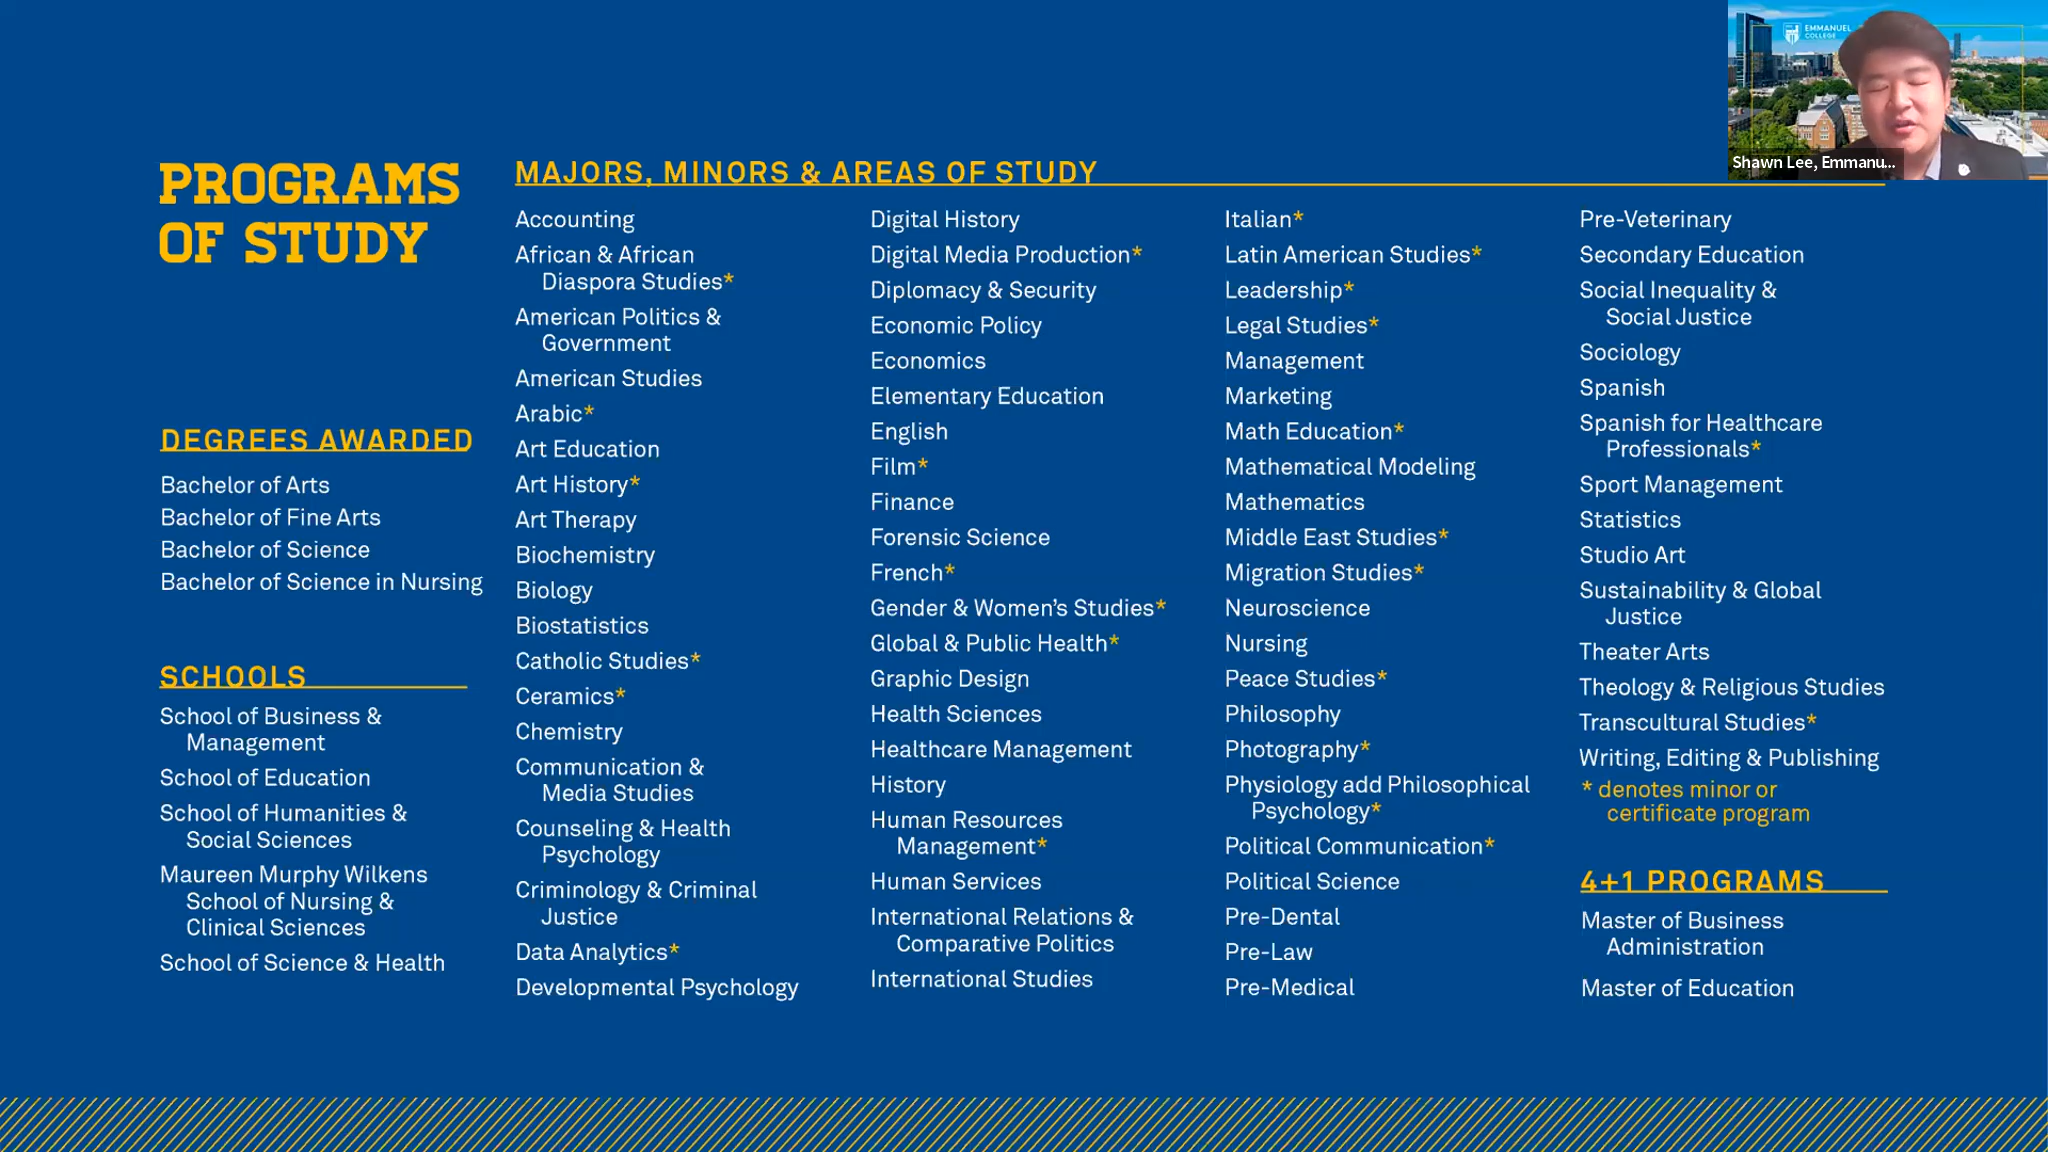 EMMANUEL
COLLEGE
Shawn Lee, Emmanu...
PROGRAMS
OF STUDY
DEGREES AWARDED
Bachelor of Arts
Bachelor of Fine Arts
Bachelor of Science
Bachelor of Science in Nursing
SCHOOLS
School of Business &
Management
School of Education
School of Humanities &
Social Sciences
Maureen Murphy Wilkens
School of Nursing &
Clinical Sciences
School of Science & Health
MAJORS, MINORS & AREAS OF STUDY
Accounting
African & African
Diaspora Studies*
American Politics &
Government
American Studies
Arabic*
Art Education
Art History*
Art Therapy
Biochemistry
Biology
Biostatistics
Catholic Studies*
Ceramics*
Chemistry
Communication &
Media Studies
Counseling & Health
Psychology
Criminology & Criminal
Justice
Data Analytics*
Developmental Psychology
Digital History
Digital Media Production*
Diplomacy & Security
Economic Policy
Economics
Elementary Education
English
Film*
Finance
Forensic Science
French*
Gender & Women's Studies*
Global & Public Health*
Graphic Design
Health Sciences
Healthcare Management
History
Human Resources
Management*
Human Services
International Relations &
Comparative Politics
International Studies
Italian*
Latin American Studies*
Leadership*
Legal Studies*
Management
Marketing
Math Education*
Mathematical Modeling
Mathematics
Middle East Studies*
Migration Studies*
Neuroscience
Nursing
Peace Studies*
Philosophy
Photography*
Physiology add Philosophical
Psychology*
Political Communication*
Political Science
Pre-Dental
Pre-Law
Pre-Medical
Pre-Veterinary
Secondary Education
Social Inequality &
Social Justice
Sociology
Spanish
Spanish for Healthcare
Professionals*
Sport Management
Statistics
Studio Art
Sustainability & Global
Justice
Theater Arts
Theology & Religious Studies
Transcultural Studies*
Writing, Editing & Publishing
* denotes minor or
certificate program
4+1 PROGRAMS
Master of Business
Administration
Master of Education